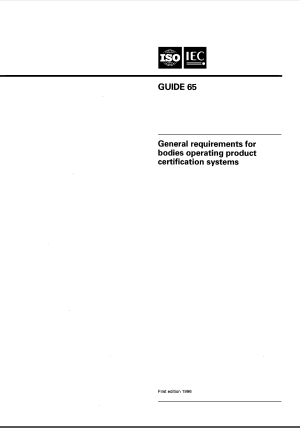 ISO IEC
GUIDE 65
General requirements for
bodies operating product
certification systems
First edition 1996